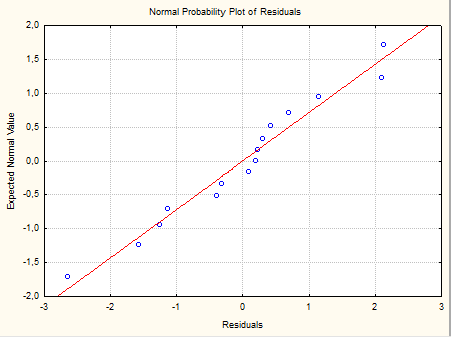 Normal Probability Plot of Residuals
2,0
1,5
1,0
0,5
0,0
-0,5
-1,0
-1,5
-2,0
Expected Normal Value
-3 -2 -1 0 1 2 3
Residuals